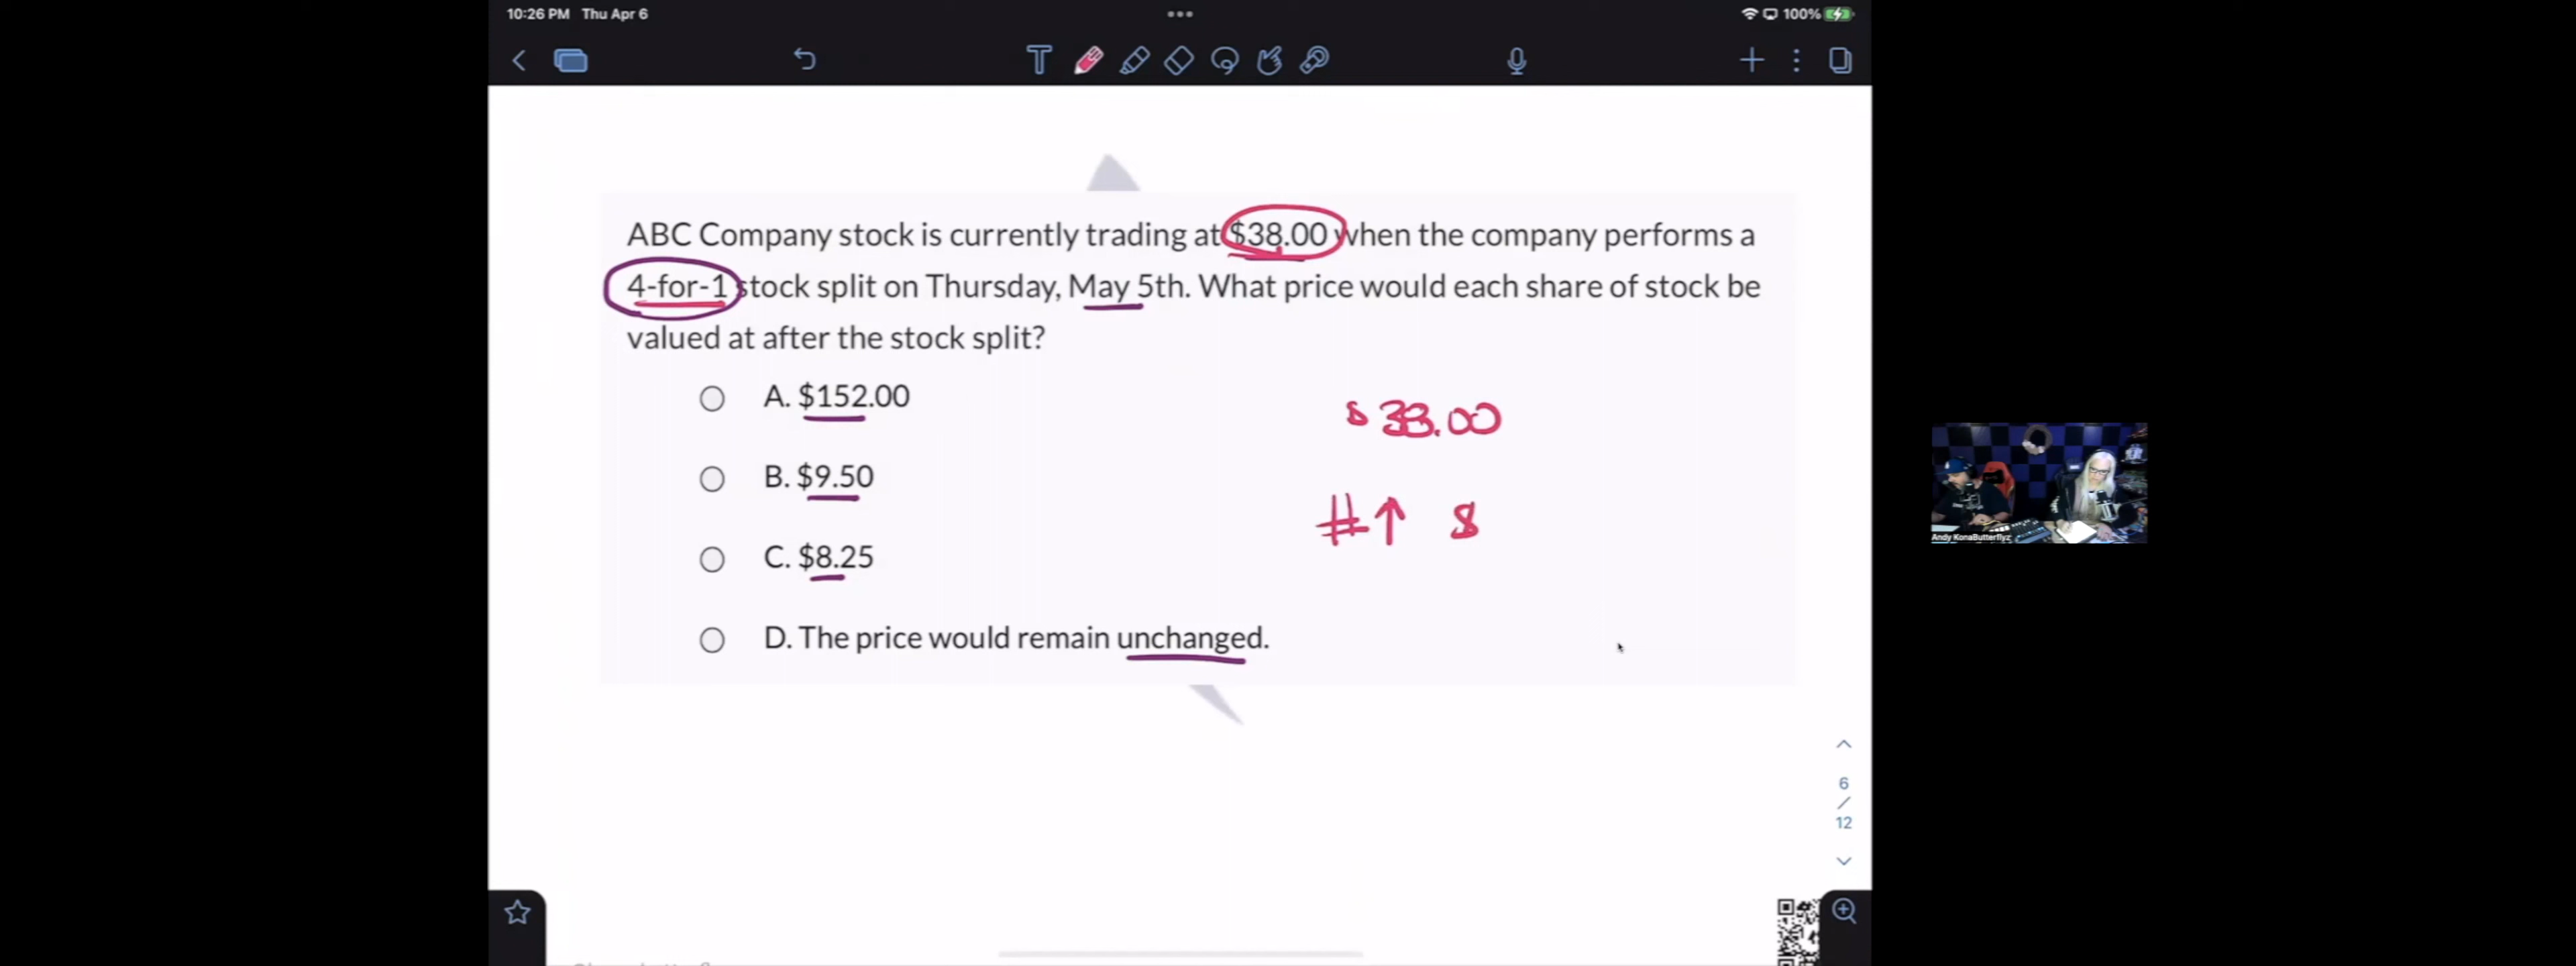 10:26 PM Thu Apr 6
100%
ABC Company stock is currently trading at $38.00 when the company performs a
4-for-1 stock split on Thursday, May 5th. What price would each share of stock be
valued at after the stock split?
A. $152.00
$38.00
B. $9.50
#↑ $
C. $8.25
Andy KonaButterflyz
D. The price would remain unchanged.
6
/
12